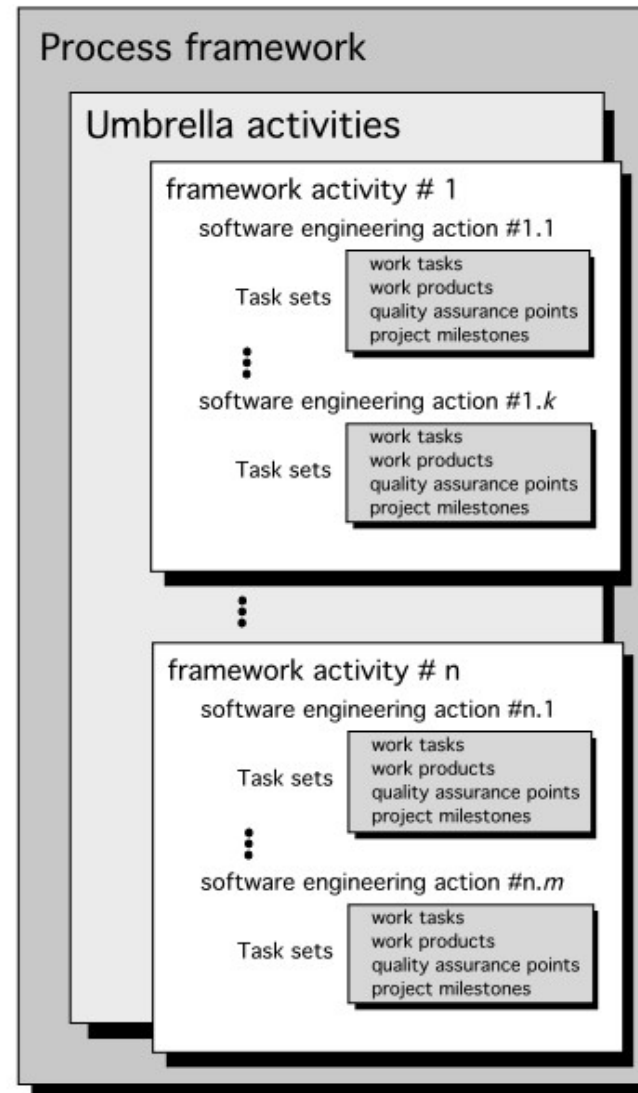 Process framework
Umbrella activities
framework activity # 1
software engineering action #1.1
Task sets
work tasks
work products
quality assurance points
project milestones
software engineering action #1.k
Task sets
work tasks
work products
quality assurance points
project milestones
framework activity # n
software engineering action #n.1
Task sets
work tasks
work products
quality assurance points
project milestones
software engineering action #n.m
Task sets
work tasks
work products
quality assurance points
project milestones